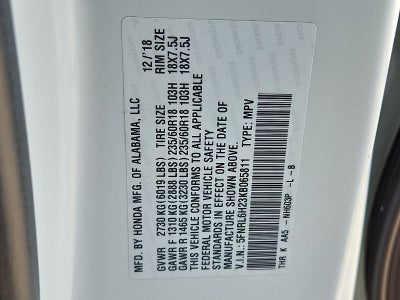 MFD. BY HONDA MFG. OF ALABAMA, LLC 12/'18
GVWR 2730 KG (6019 LBS) TIRE SIZE RIM SIZE
GAWR F 1310 KG (2888 LBS) 235/60R18 103H 18X7.5J
GAWR R 1465 KG (3230 LBS) 235/60R18 103H 18X7.5J
THIS VEHICLE CONFORMS TO ALL APPLICABLE
FEDERAL MOTOR VEHICLE SAFETY
STANDARDS IN EFFECT ON THE DATE OF
MANUFACTURE SHOWN ABOVE.
V.I.N.: 5FNRL6H23KB065811 TYPE: MPV
THR K AA5 -NH603P -L -B